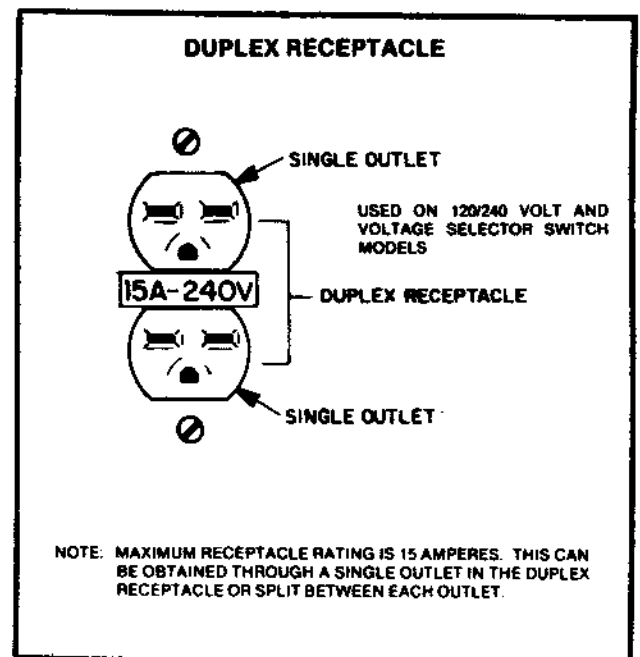 DUPLEX RECEPTACLE
SINGLE OUTLET
USED ON 120/240 VOLT AND
VOLTAGE SELECTOR SWITCH
MODELS
15A-240V
DUPLEX RECEPTACLE
SINGLE OUTLET
NOTE: MAXIMUM RECEPTACLE RATING IS 15 AMPERES. THIS CAN
BE OBTAINED THROUGH A SINGLE OUTLET IN THE DUPLEX
RECEPTACLE OR SPLIT BETWEEN EACH OUTLET.